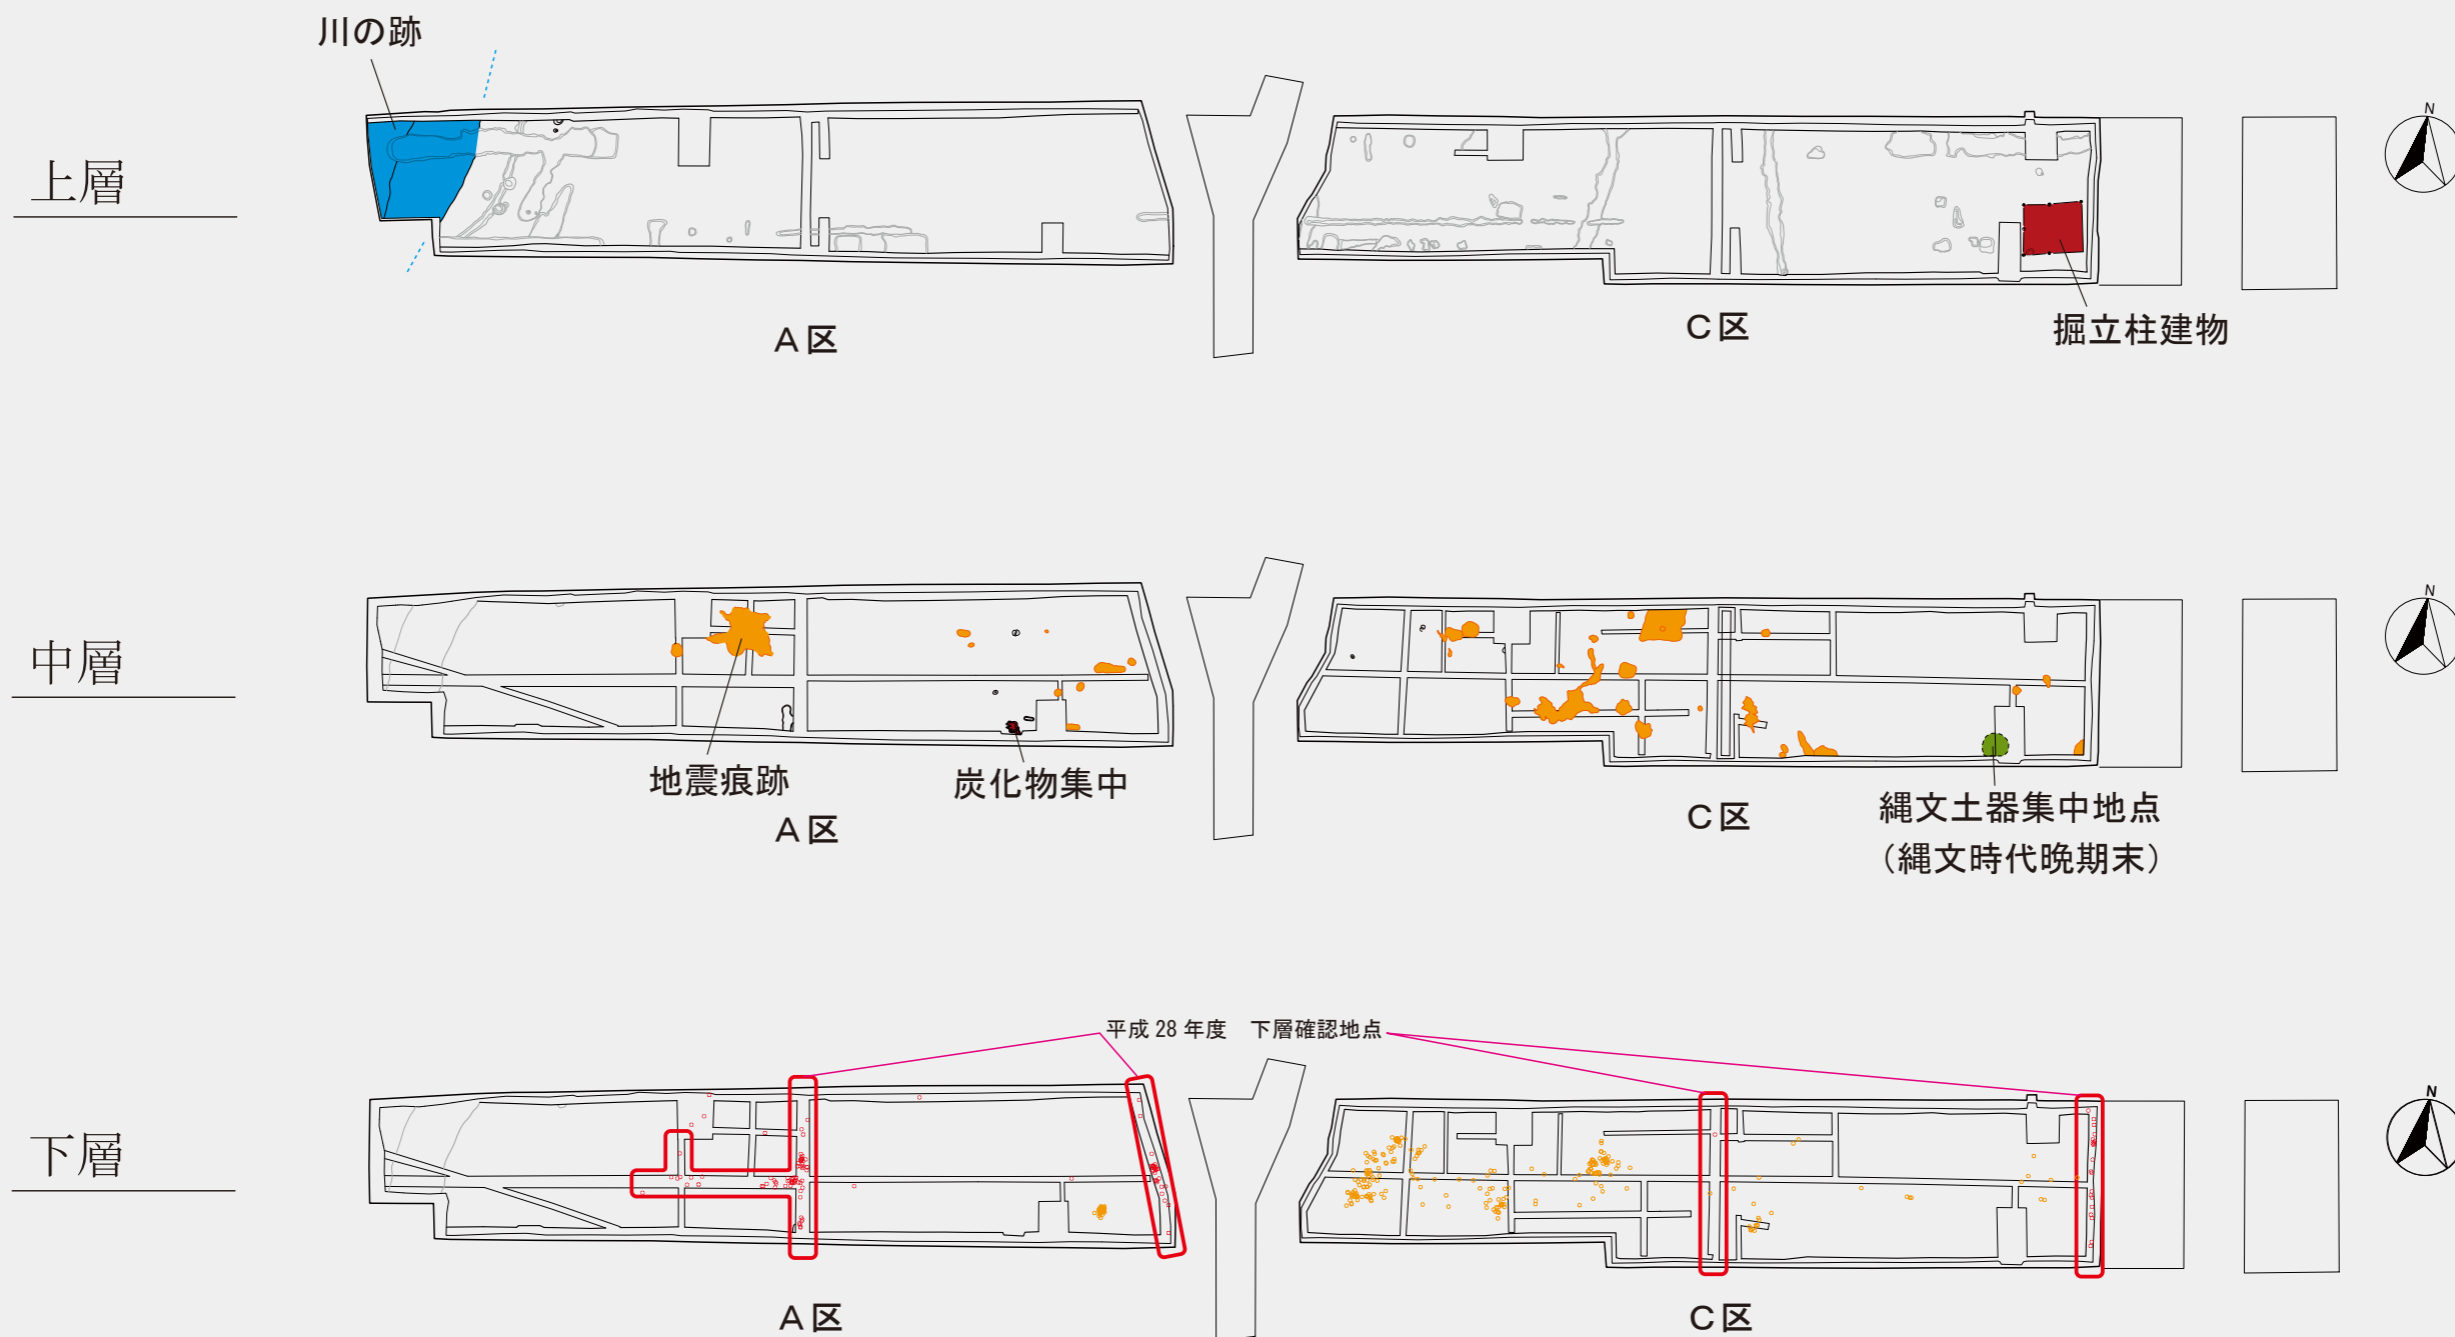 川の跡
N
上層
A区
C区
掘立柱建物
N
中層
地震痕跡
炭化物集中
A区
C区
縄文土器集中地点
（縄文時代晩期末）
平成28年度　下層確認地点
N
下層
A区
C区